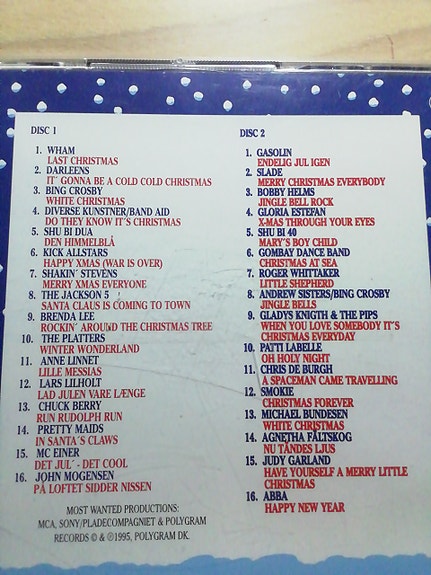 DISC 1
1. WHAM
LAST CHRISTMAS
2. DARLEENS
IT´ GONNA BE A COLD COLD CHRISTMAS
3. BING CROSBY
WHITE CHRISTMAS
4. DIVERSE KUNSTNER/BAND AID
DO THEY KNOW IT´S CHRISTMAS
5. SHU BI DUA
DEN HIMMELBLÅ
6. KICK ALLSTARS
HAPPY XMAS (WAR IS OVER)
7. SHAKIN´ STEVENS
MERRY XMAS EVERYONE
8. THE JACKSON 5
SANTA CLAUS IS COMING TO TOWN
9. BRENDA LEE
ROCKIN´ AROUND THE CHRISTMAS TREE
10. THE PLATTERS
WINTER WONDERLAND
11. ANNE LINNET
LILLE MESSIAS
12. LARS LILHOLT
LAD JULEN VARE LÆNGE
13. CHUCK BERRY
RUN RUDOLPH RUN
14. PRETTY MAIDS
IN SANTA´S CLAWS
15. MC EINER
DET JUL´ - DET COOL
16. JOHN MOGENSEN
PÅ LOFTET SIDDER NISSEN
MOST WANTED PRODUCTIONS:
MCA, SONY/PLADECOMPAGNIET & POLYGRAM
RECORDS © & ℗1995, POLYGRAM DK.
DISC 2
1. GASOLIN
ENDELIG JUL IGEN
2. SLADE
MERRY CHRISTMAS EVERYBODY
3. BOBBY HELMS
JINGLE BELL ROCK
4. GLORIA ESTEFAN
X-MAS THROUGH YOUR EYES
5. SHU BI 40
MARY´S BOY CHILD
6. GOMBAY DANCE BAND
CHRISTMAS AT SEA
7. ROGER WHITTAKER
LITTLE SHEPHERD
8. ANDREW SISTERS/BING CROSBY
JINGLE BELLS
9. GLADYS KNIGTH & THE PIPS
WHEN YOU LOVE SOMEBODY IT´S
CHRISTMAS EVERYDAY
10. PATTI LABELLE
OH HOLY NIGHT
11. CHRIS DE BURGH
A SPACEMAN CAME TRAVELLING
12. SMOKIE
CHRISTMAS FOREVER
13. MICHAEL BUNDESEN
WHITE CHRISTMAS
14. AGNETHA FÄLTSKOG
NU TÄNDES LJUS
15. JUDY GARLAND
HAVE YOURSELF A MERRY LITTLE
CHRISTMAS
16. ABBA
HAPPY NEW YEAR